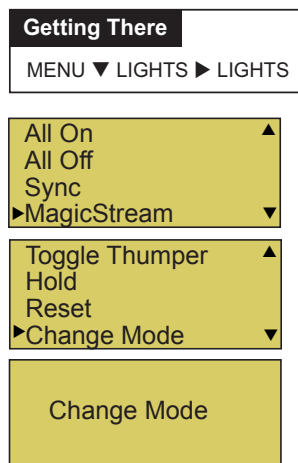 Getting There
MENU ▼ LIGHTS ▶ LIGHTS
All On ▲
All Off
Sync
▶MagicStream ▼
Toggle Thumper ▲
Hold
Reset
▶Change Mode ▼
Change Mode